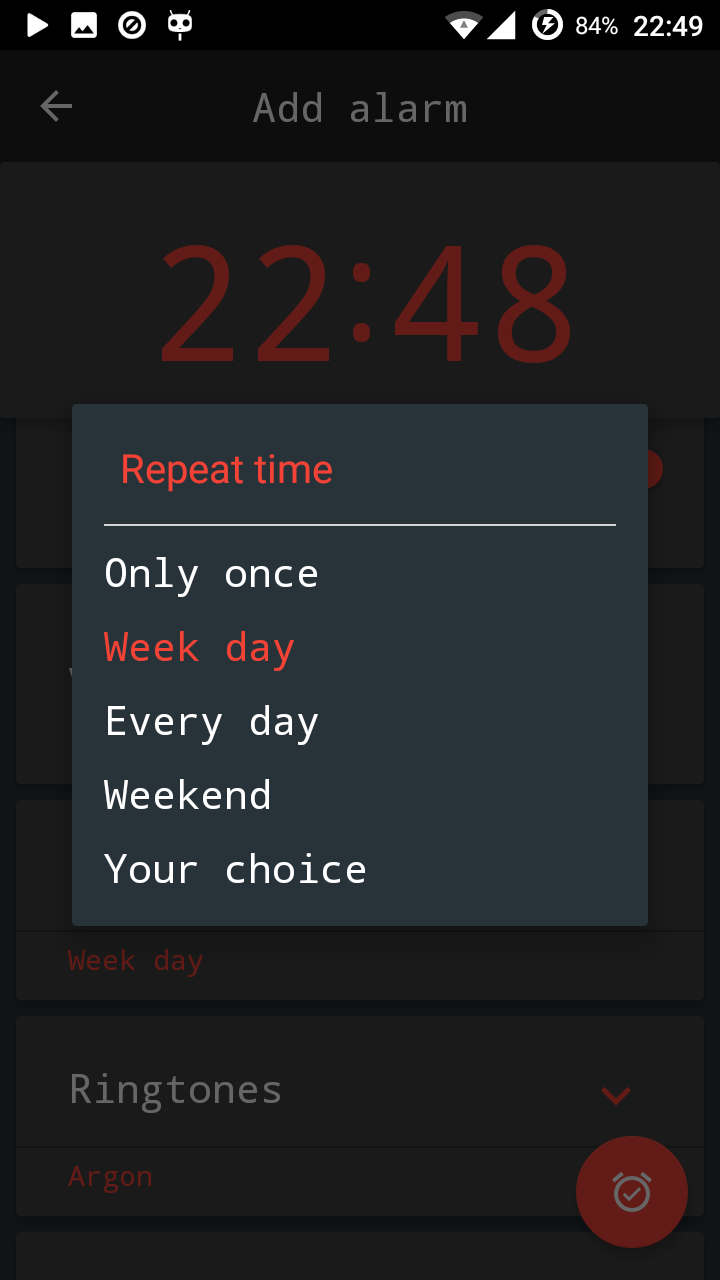 84% 22:49
Add alarm
22:48
Repeat time
Only once
Week day
Every day
Weekend
Your choice
Week day
Ringtones
Argon